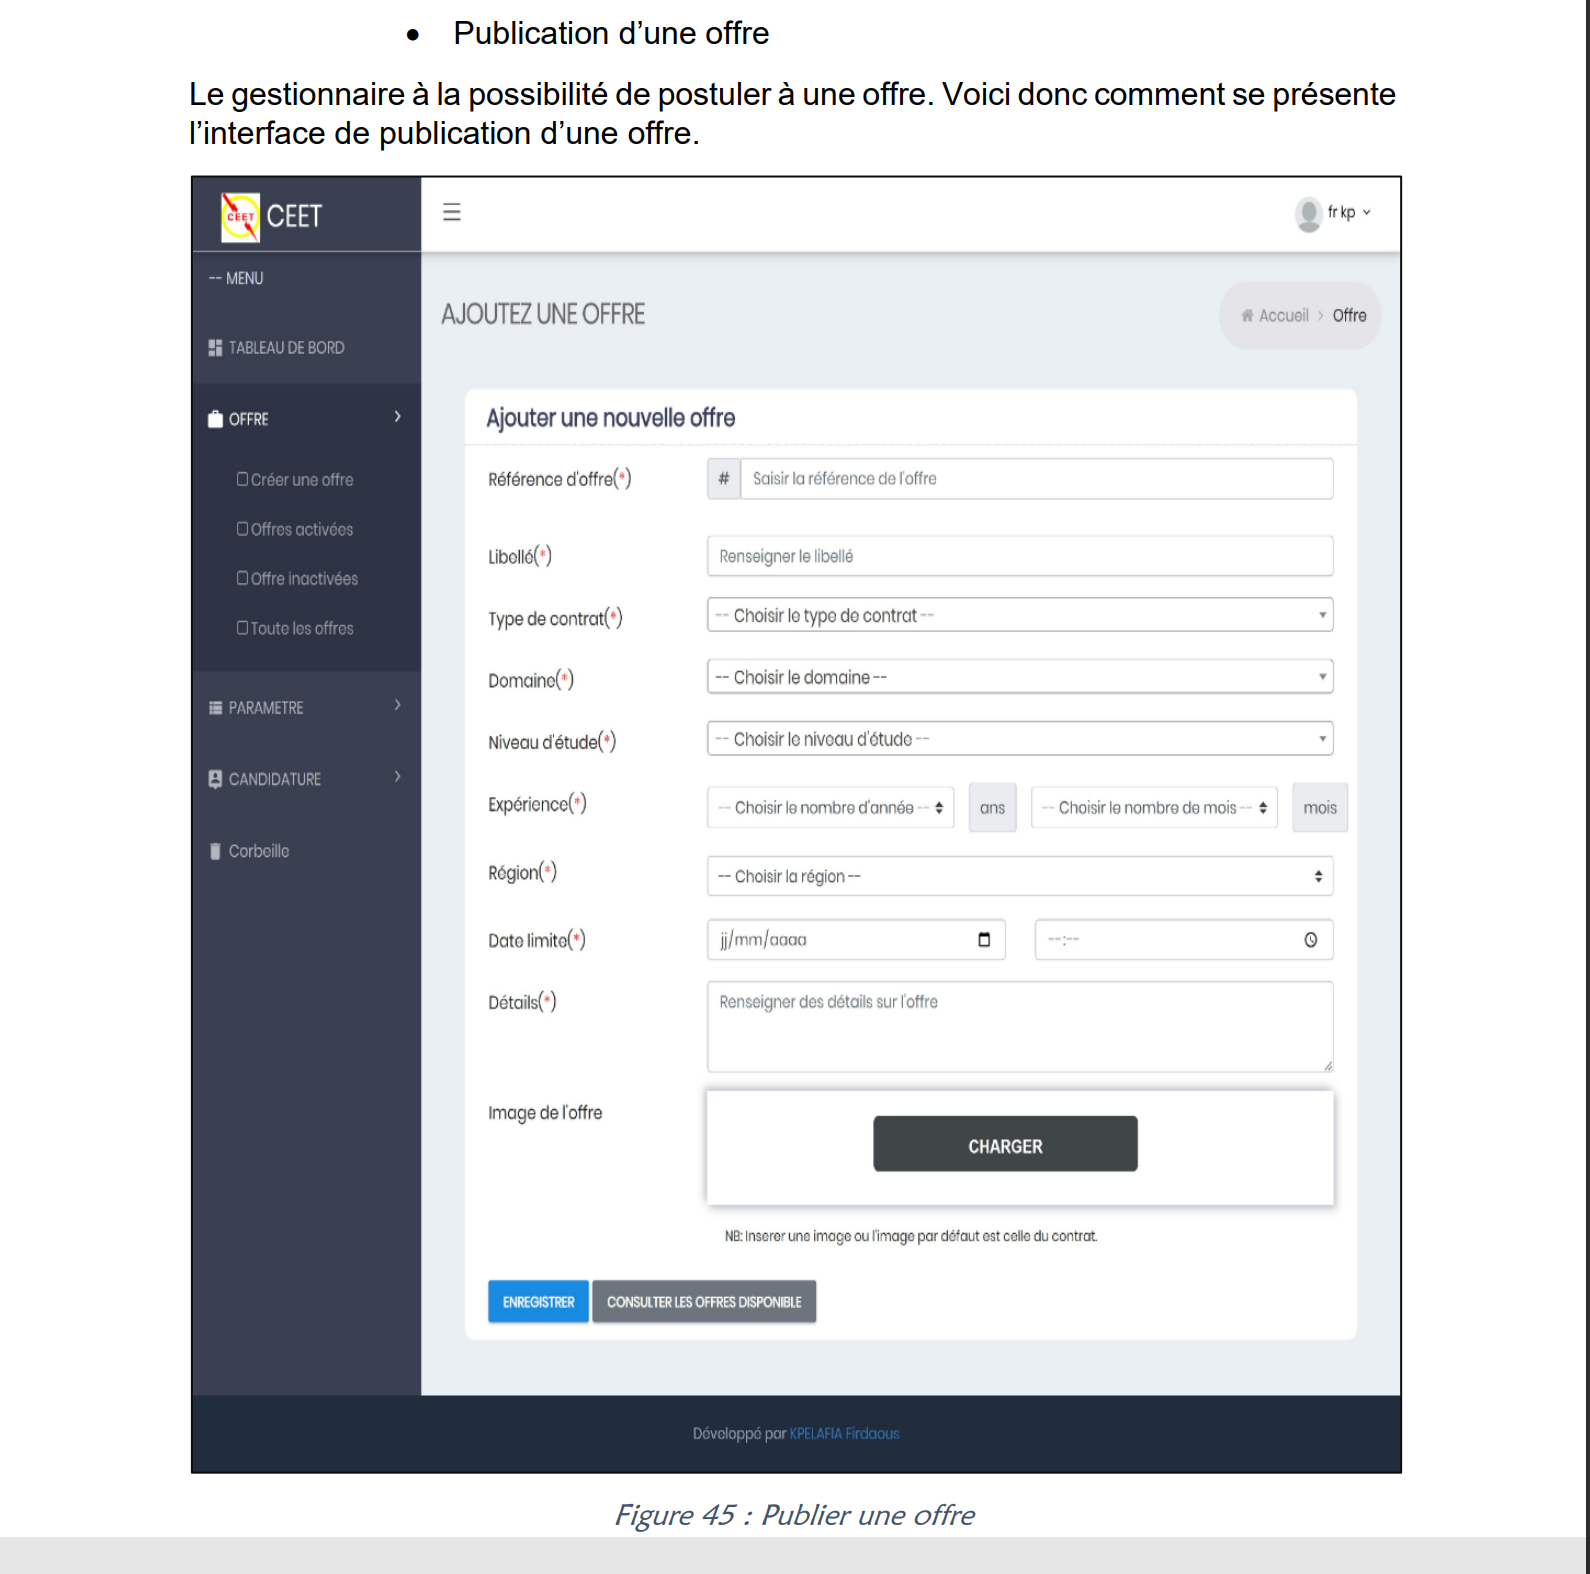 • Publication d’une offre
Le gestionnaire à la possibilité de postuler à une offre. Voici donc comment se présente
l’interface de publication d’une offre.
CEET CEET
fr kp
-- MENU
AJOUTEZ UNE OFFRE
Accueil > Offre
TABLEAU DE BORD
OFFRE
Créer une offre
Offres activées
Offre inactivées
Toute les offres
PARAMETRE
CANDIDATURE
Corbeille
Ajouter une nouvelle offre
Référence d'offre(*) # Saisir la référence de l'offre
Libellé(*) Renseigner le libellé
Type de contrat(*) -- Choisir le type de contrat --
Domaine(*) -- Choisir le domaine --
Niveau d'étude(*) -- Choisir le niveau d'étude --
Expérience(*) -- Choisir le nombre d'année -- ans -- Choisir le nombre de mois -- mois
Région(*) -- Choisir la région --
Date limite(*) jj/mm/aaaa --:--
Détails(*) Renseigner des détails sur l'offre
Image de l'offre
CHARGER
NB: Inserer une image ou l'image par défaut est celle du contrat.
ENREGISTRER CONSULTER LES OFFRES DISPONIBLE
Développé par KPELAFIA Firdaous
Figure 45 : Publier une offre